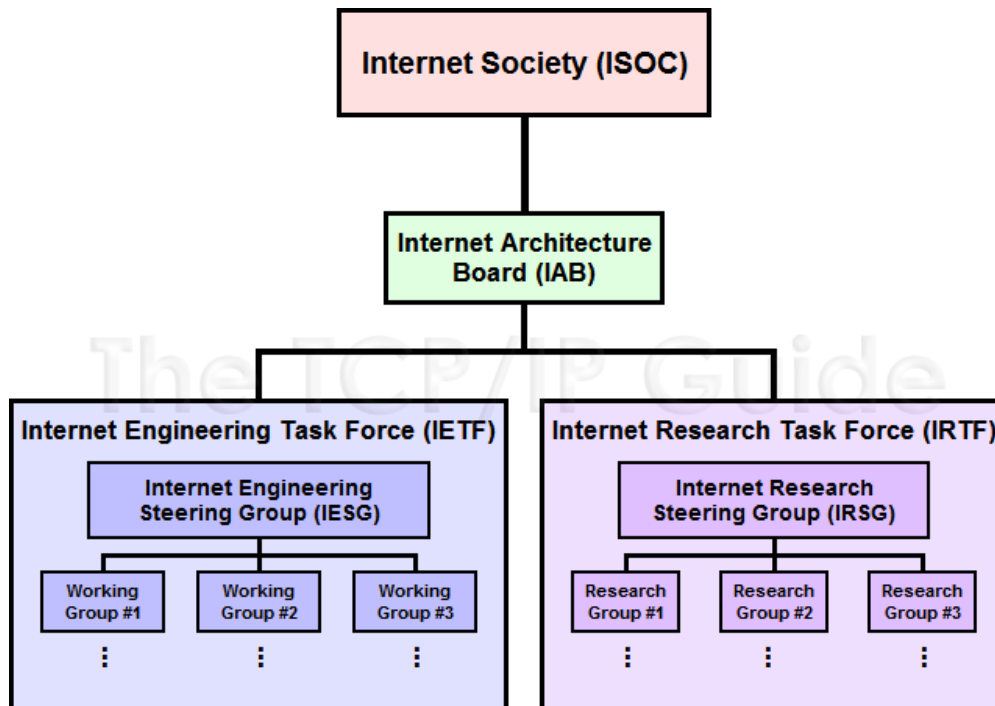 Internet Society (ISOC)
Internet Architecture
Board (IAB)
The TCP/IP Guide
Internet Engineering Task Force (IETF)
Internet Engineering
Steering Group (IESG)
Working
Group #1
Working
Group #2
Working
Group #3
Internet Research Task Force (IRTF)
Internet Research
Steering Group (IRSG)
Research
Group #1
Research
Group #2
Research
Group #3